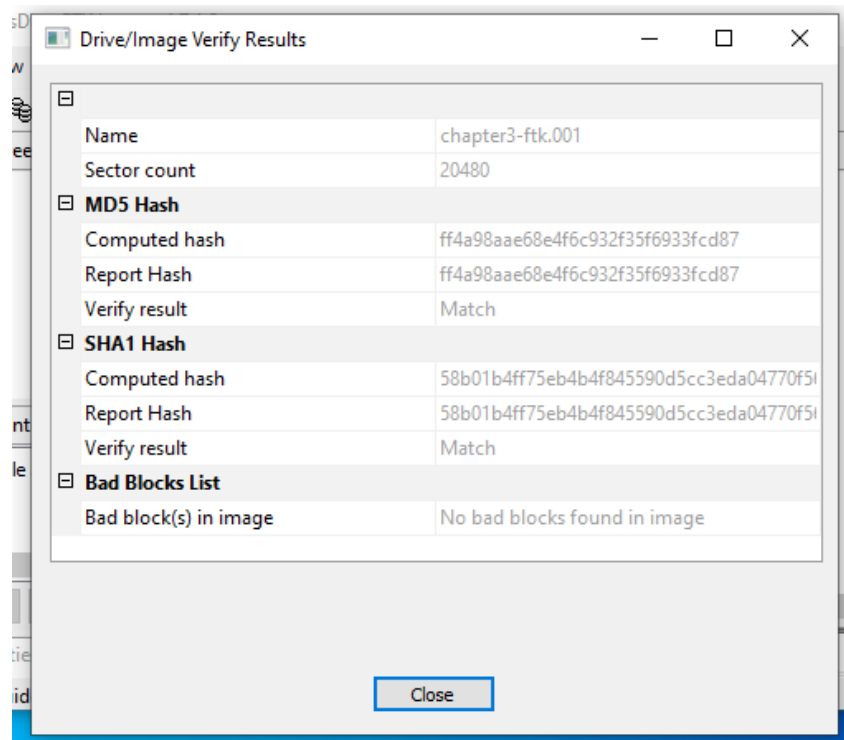 Drive/Image Verify Results
Name chapter3-ftk.001
Sector count 20480
MD5 Hash
Computed hash ff4a98aae68e4f6c932f35f6933fcd87
Report Hash ff4a98aae68e4f6c932f35f6933fcd87
Verify result Match
SHA1 Hash
Computed hash 58b01b4ff75eb4b4f845590d5cc3eda04770f5
Report Hash 58b01b4ff75eb4b4f845590d5cc3eda04770f5
Verify result Match
Bad Blocks List
Bad block(s) in image No bad blocks found in image
Close